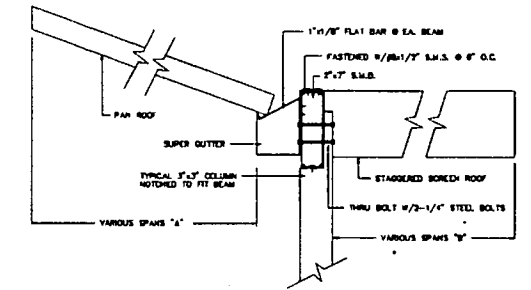 1"x1/8" FLAT BAR @ EA. BEAM
FASTENED W/#8x1/2" S.M.S. @ 6" O.C.
2"x7" S.M.B.
PAN ROOF
SUPER GUTTER
TYPICAL 3"x3" COLUMN
NOTCHED TO FIT BEAM
STAGGERED SCREEN ROOF
THRU BOLT W/2-1/4" STEEL BOLTS
VARIOUS SPANS "A"
VARIOUS SPANS "B"